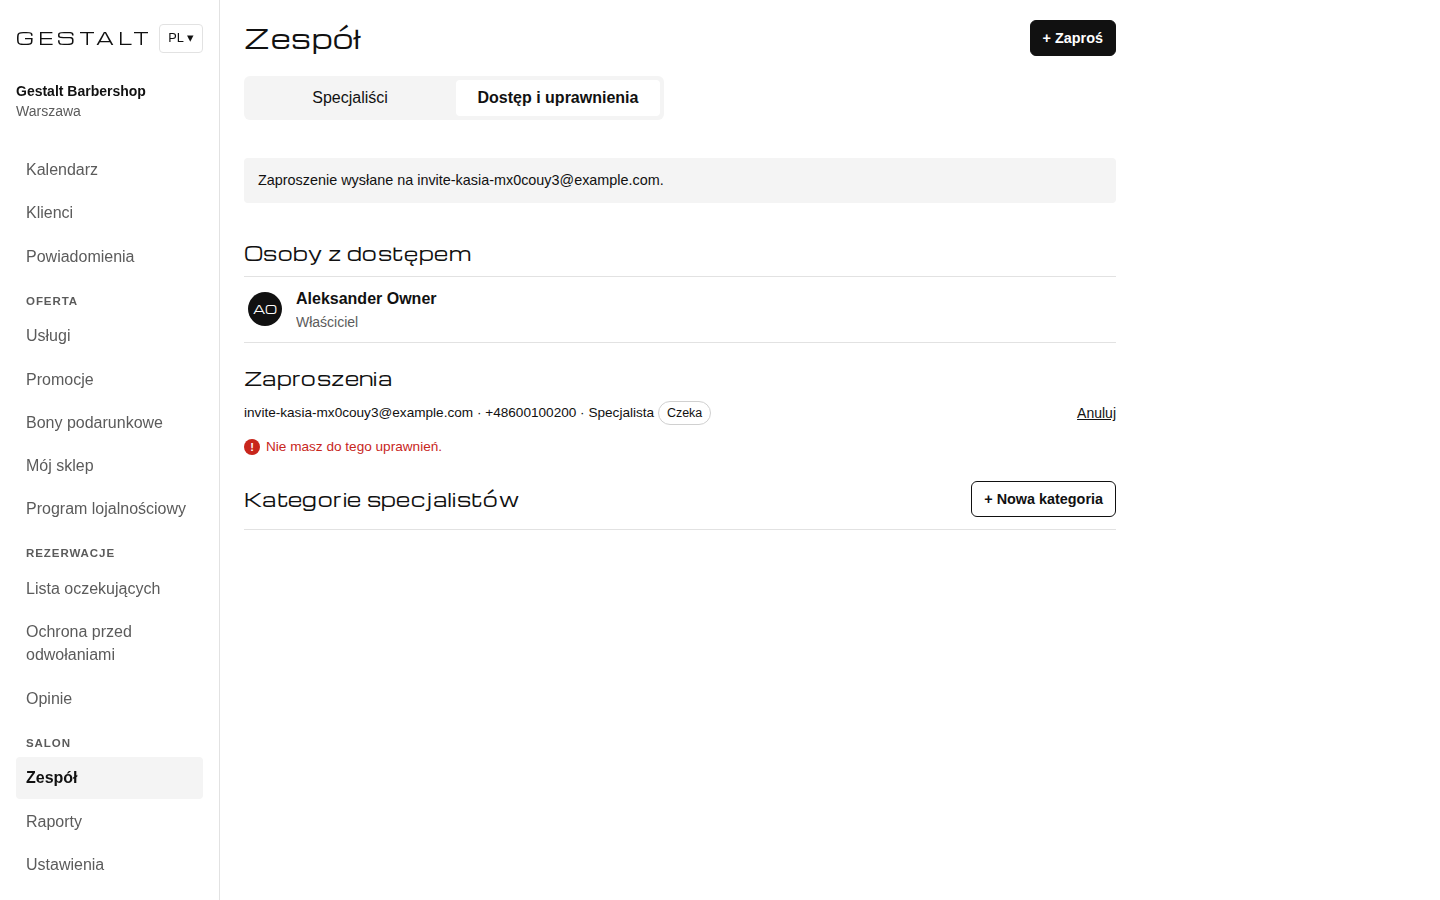 GESTALT
PL ▾
Gestalt Barbershop
Warszawa
Kalendarz
Klienci
Powiadomienia
OFERTA
Usługi
Promocje
Bony podarunkowe
Mój sklep
Program lojalnościowy
REZERWACJE
Lista oczekujących
Ochrona przed
odwołaniami
Opinie
SALON
Zespół
Raporty
Ustawienia
Zespół
+ Zaproś
Specjaliści
Dostęp i uprawnienia
Zaproszenie wysłane na invite-kasia-mx0couy3@example.com.
Osoby z dostępem
AO
Aleksander Owner
Właściciel
Zaproszenia
invite-kasia-mx0couy3@example.com · +48600100200 · Specjalista Czeka
Anuluj
! Nie masz do tego uprawnień.
Kategorie specjalistów
+ Nowa kategoria